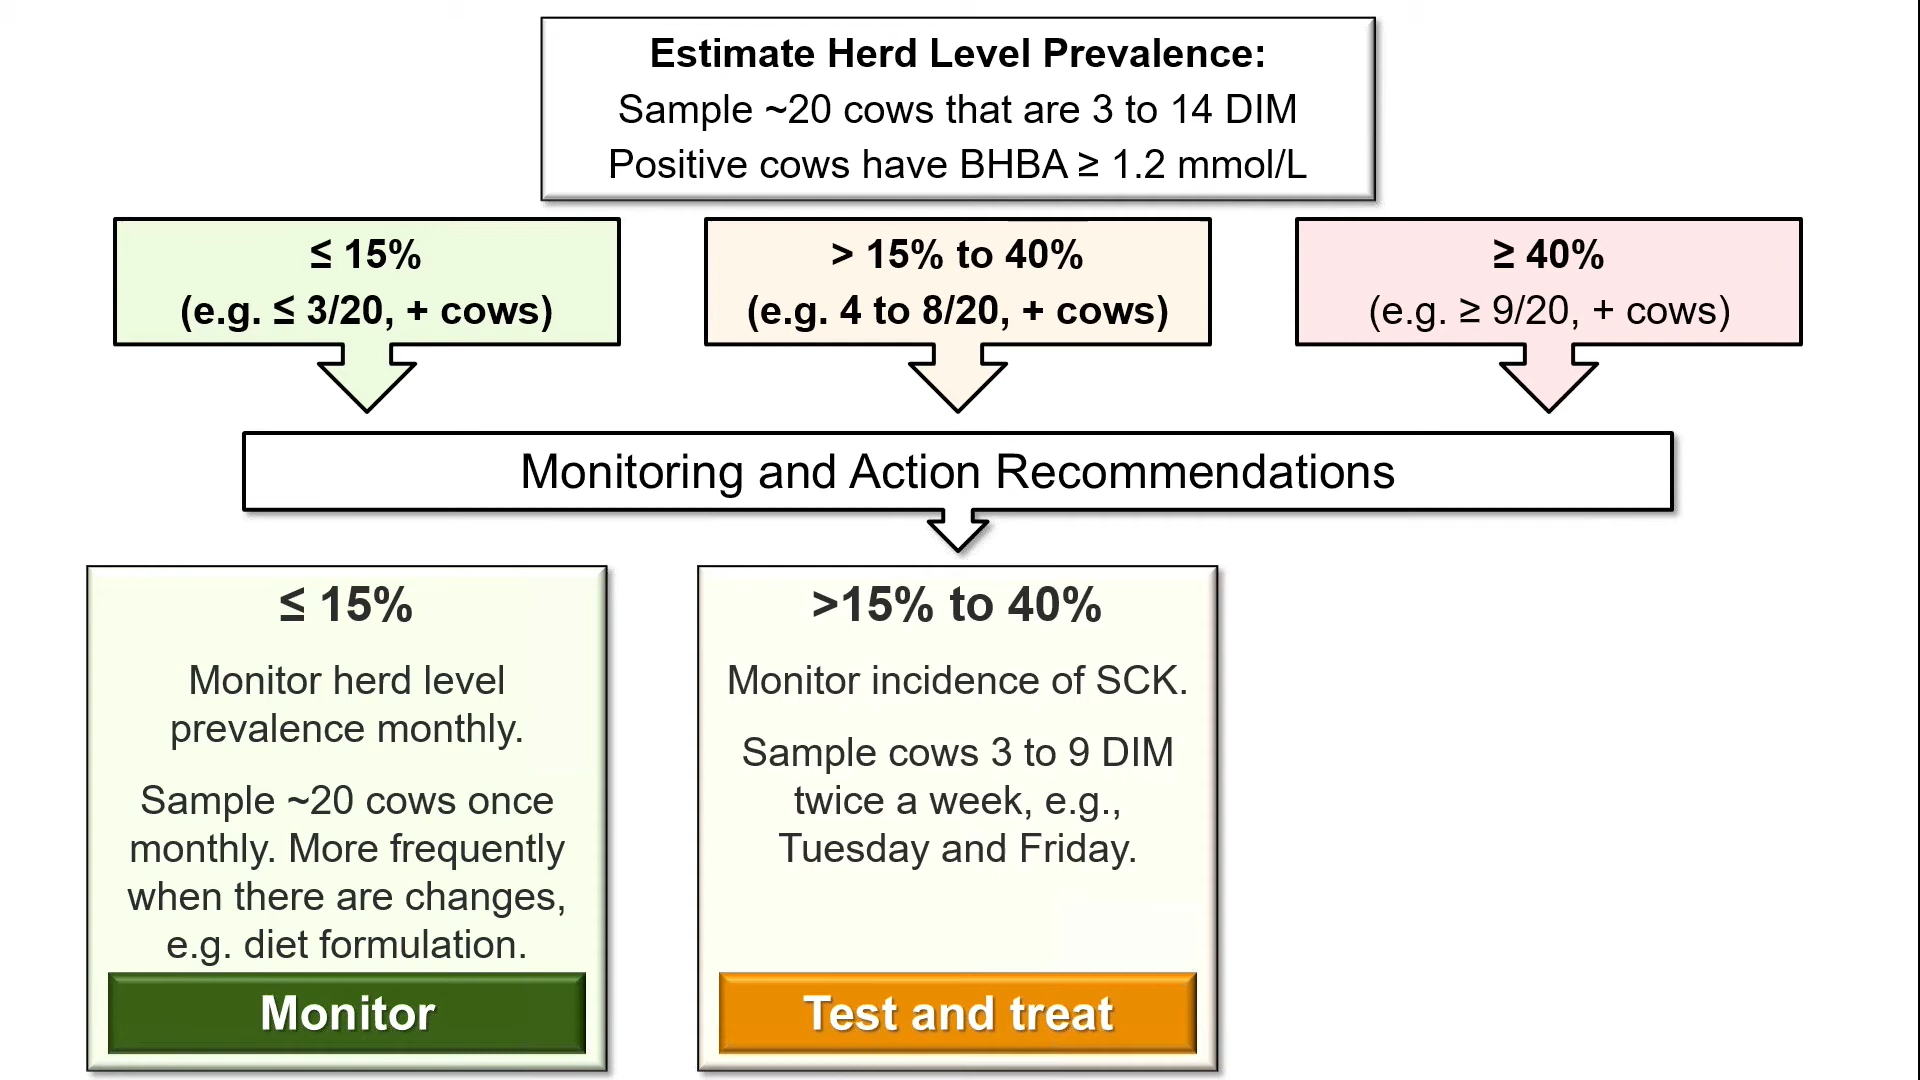 Estimate Herd Level Prevalence:
Sample ~20 cows that are 3 to 14 DIM
Positive cows have BHBA ≥ 1.2 mmol/L
≤ 15%
(e.g. ≤ 3/20, + cows)
> 15% to 40%
(e.g. 4 to 8/20, + cows)
≥ 40%
(e.g. ≥ 9/20, + cows)
Monitoring and Action Recommendations
≤ 15%
Monitor herd level
prevalence monthly.
Sample ~20 cows once
monthly. More frequently
when there are changes,
e.g. diet formulation.
Monitor
>15% to 40%
Monitor incidence of SCK.
Sample cows 3 to 9 DIM
twice a week, e.g.,
Tuesday and Friday.
Test and treat